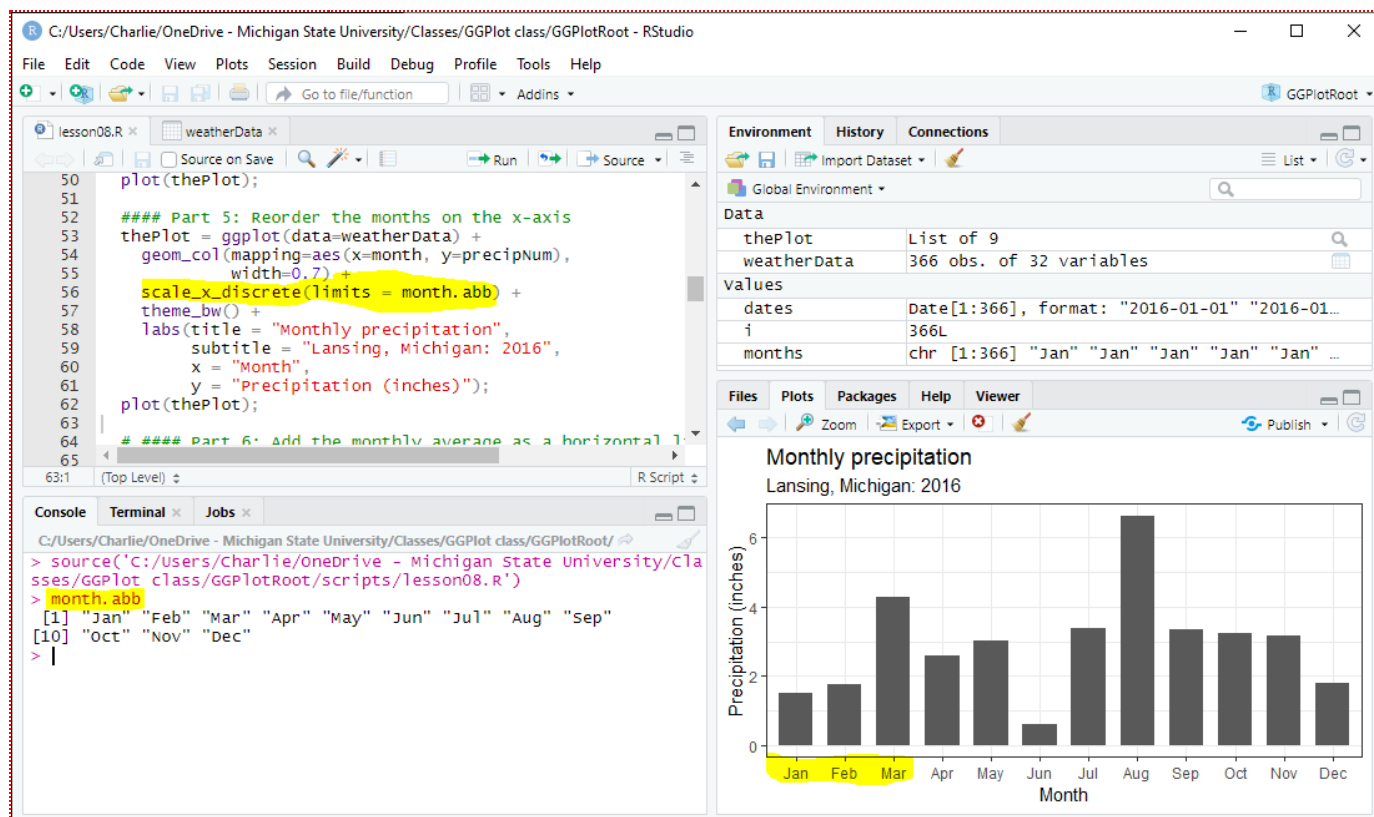 C:/Users/Charlie/OneDrive - Michigan State University/Classes/GGPlot class/GGPlotRoot - RStudio
File Edit Code View Plots Session Build Debug Profile Tools Help
Go to file/function Addins GGPlotRoot
lesson08.R weatherData
Source on Save Run Source
50 plot(thePlot);
51
52 #### Part 5: Reorder the months on the x-axis
53 thePlot = ggplot(data=weatherData) +
54 geom_col(mapping=aes(x=month, y=precipNum),
55 width=0.7) +
56 scale_x_discrete(limits = month.abb) +
57 theme_bw() +
58 labs(title = "Monthly precipitation",
59 subtitle = "Lansing, Michigan: 2016",
60 x = "Month",
61 y = "Precipitation (inches)");
62 plot(thePlot);
63
64 # #### Part 6: Add the monthly average as a horizontal li
65
63:1 (Top Level) R Script
Console Terminal Jobs
C:/Users/Charlie/OneDrive - Michigan State University/Classes/GGPlot class/GGPlotRoot/
> source('C:/Users/Charlie/OneDrive - Michigan State University/Cla
sses/GGPlot class/GGPlotRoot/scripts/lesson08.R')
> month.abb
[1] "Jan" "Feb" "Mar" "Apr" "May" "Jun" "Jul" "Aug" "Sep"
[10] "Oct" "Nov" "Dec"
>
Environment History Connections
Import Dataset List
Global Environment
Data
thePlot List of 9
weatherData 366 obs. of 32 variables
Values
dates Date[1:366], format: "2016-01-01" "2016-01…
i 366L
months chr [1:366] "Jan" "Jan" "Jan" "Jan" "Jan" …
Files Plots Packages Help Viewer
Zoom Export Publish
Monthly precipitation
Lansing, Michigan: 2016
Precipitation (inches)
6
4
2
0
Jan Feb Mar Apr May Jun Jul Aug Sep Oct Nov Dec
Month